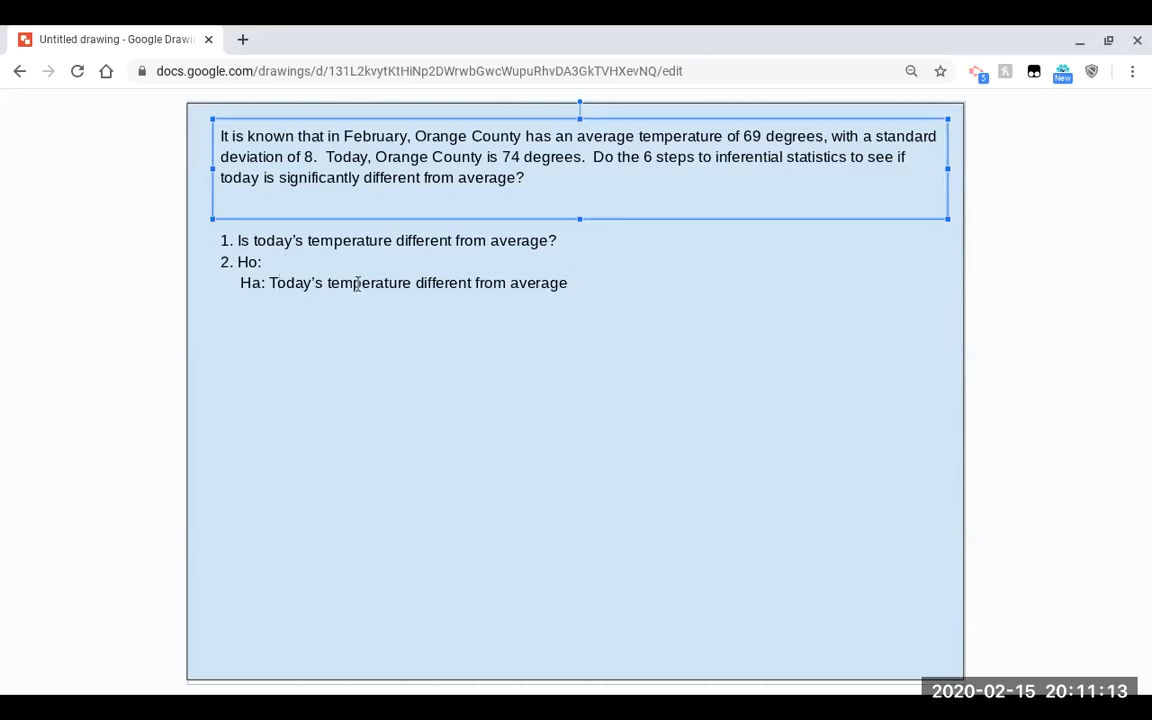 Untitled drawing - Google Drawi
docs.google.com/drawings/d/131L2kvytKtHiNp2DWrwbGwcWupuRhvDA3GkTVHXevNQ/edit
5
New
It is known that in February, Orange County has an average temperature of 69 degrees, with a standard
deviation of 8. Today, Orange County is 74 degrees. Do the 6 steps to inferential statistics to see if
today is significantly different from average?
1. Is today’s temperature different from average?
2. Ho:
Ha: Today’s temperature different from average
2020-02-15 20:11:13